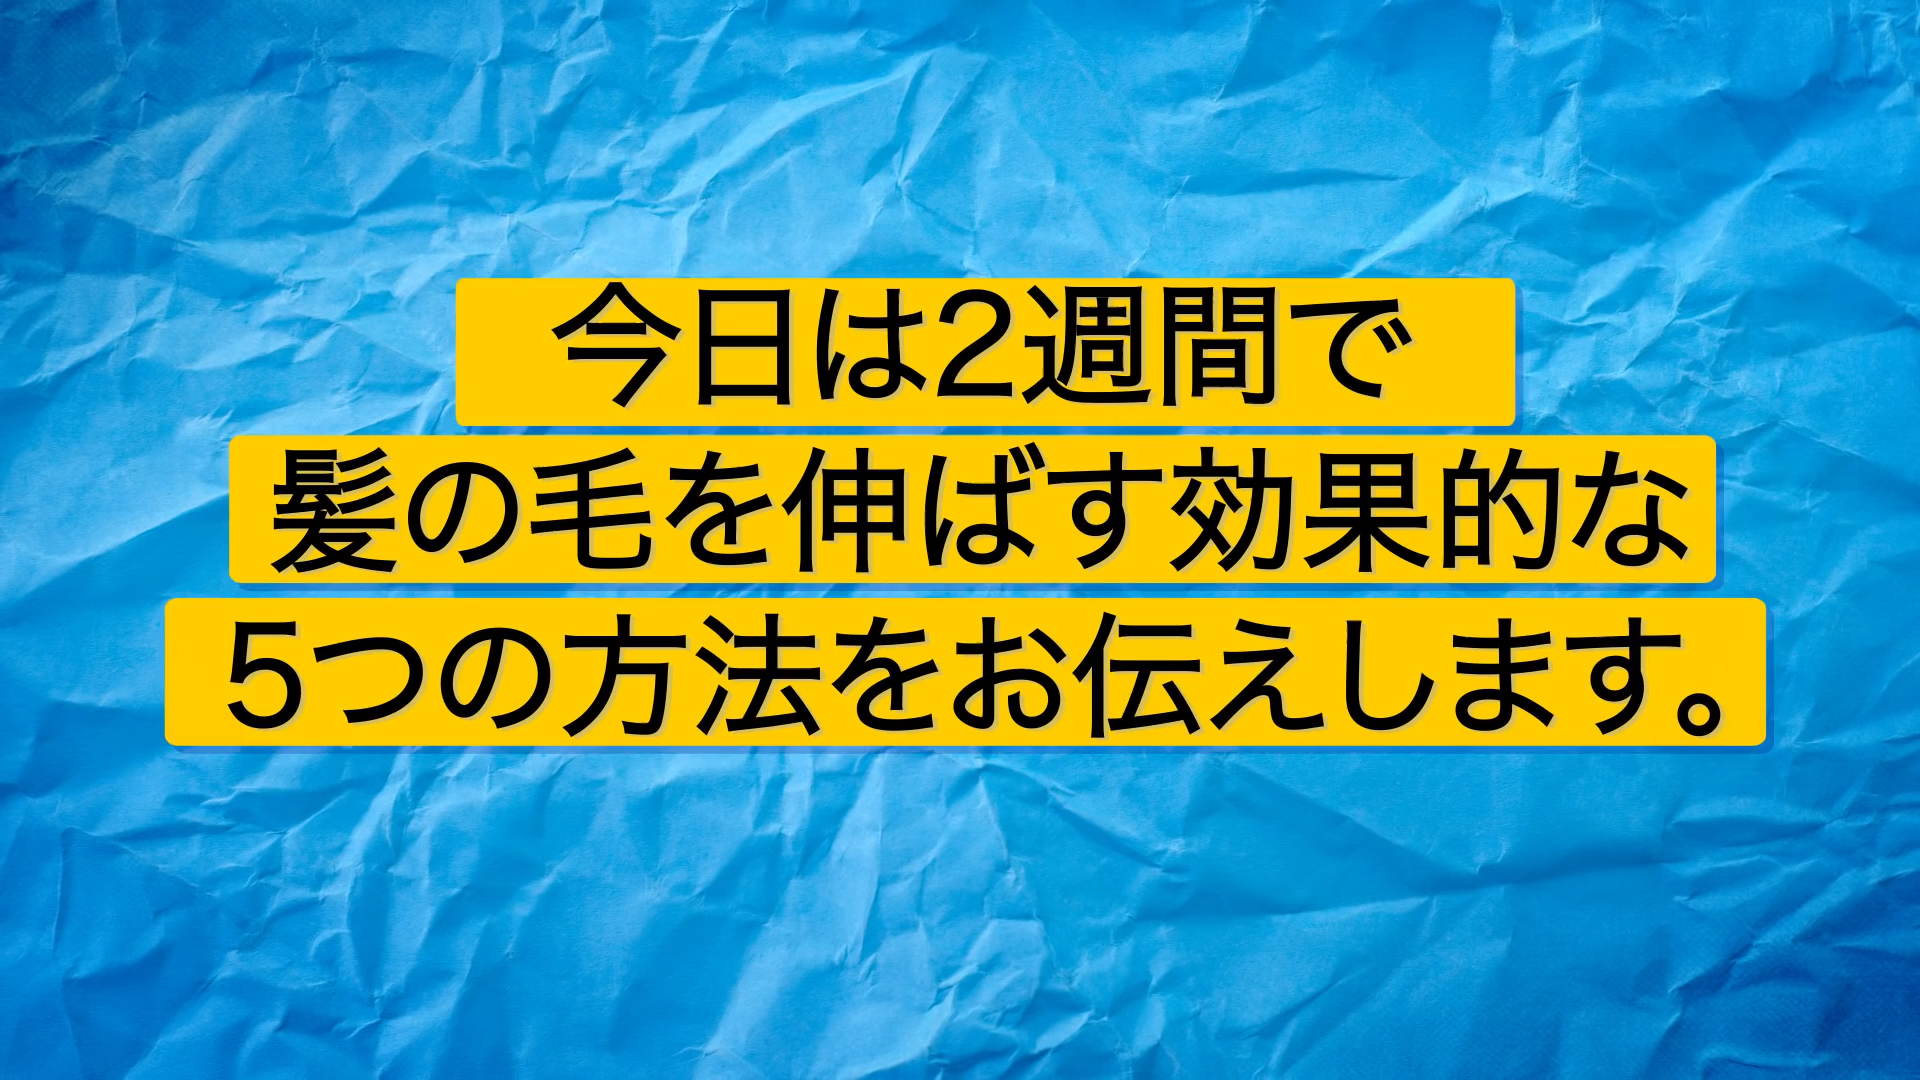 今日は2週間で
髪の毛を伸ばす効果的な
5つの方法をお伝えします。